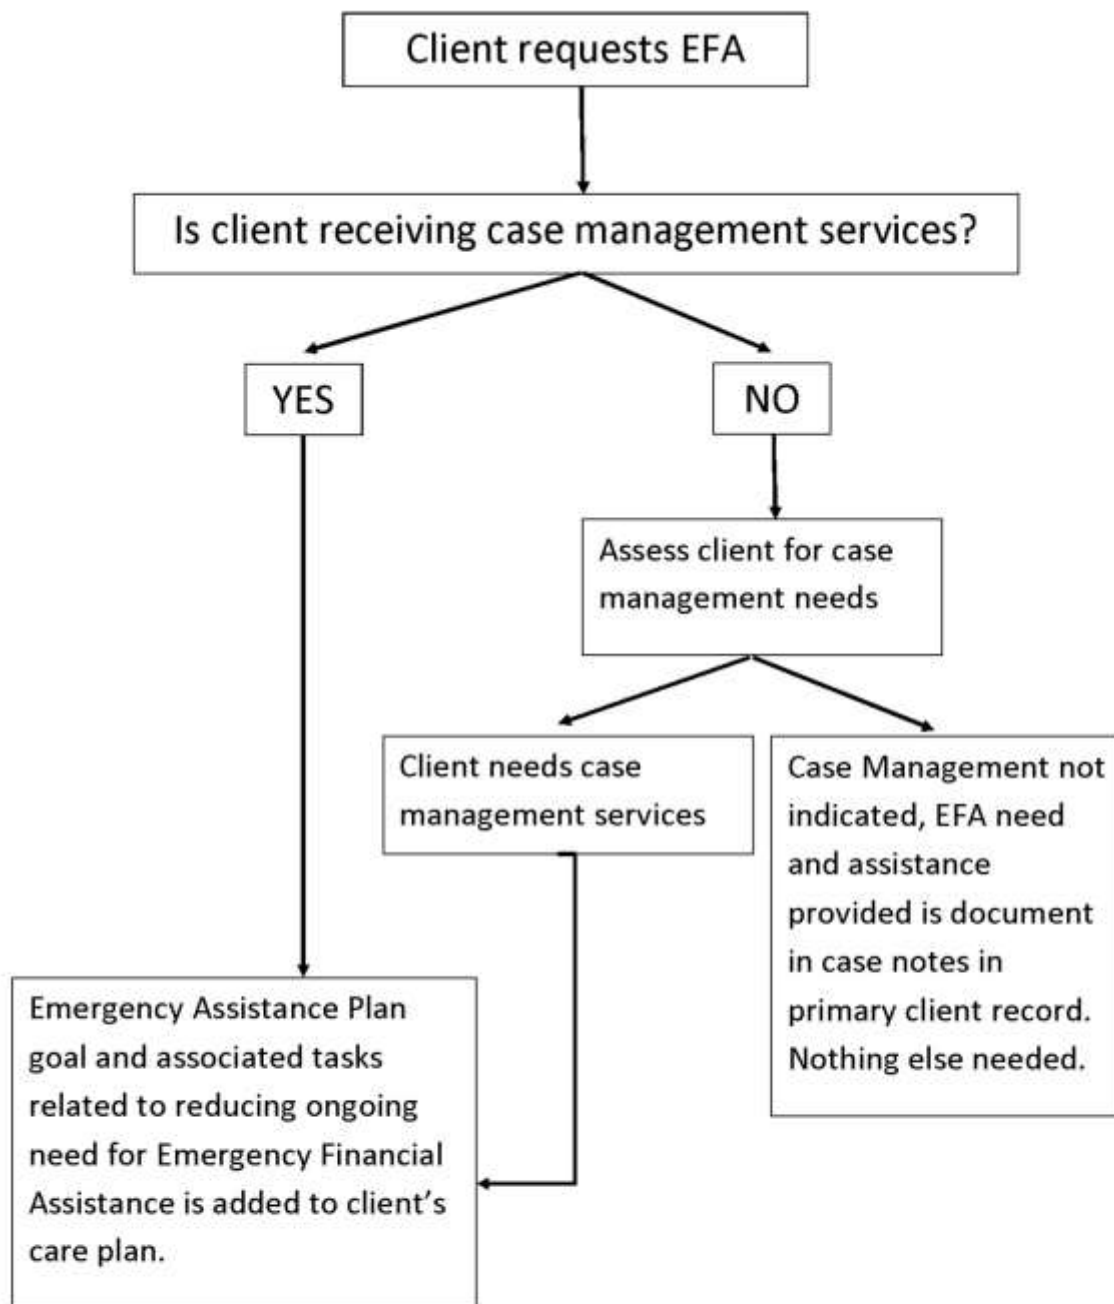 Client requests EFA
Is client receiving case management services?
YES
NO
Assess client for case
management needs
Client needs case
management services
Case Management not
indicated, EFA need
and assistance
provided is document
in case notes in
primary client record.
Nothing else needed.
Emergency Assistance Plan
goal and associated tasks
related to reducing ongoing
need for Emergency Financial
Assistance is added to client’s
care plan.